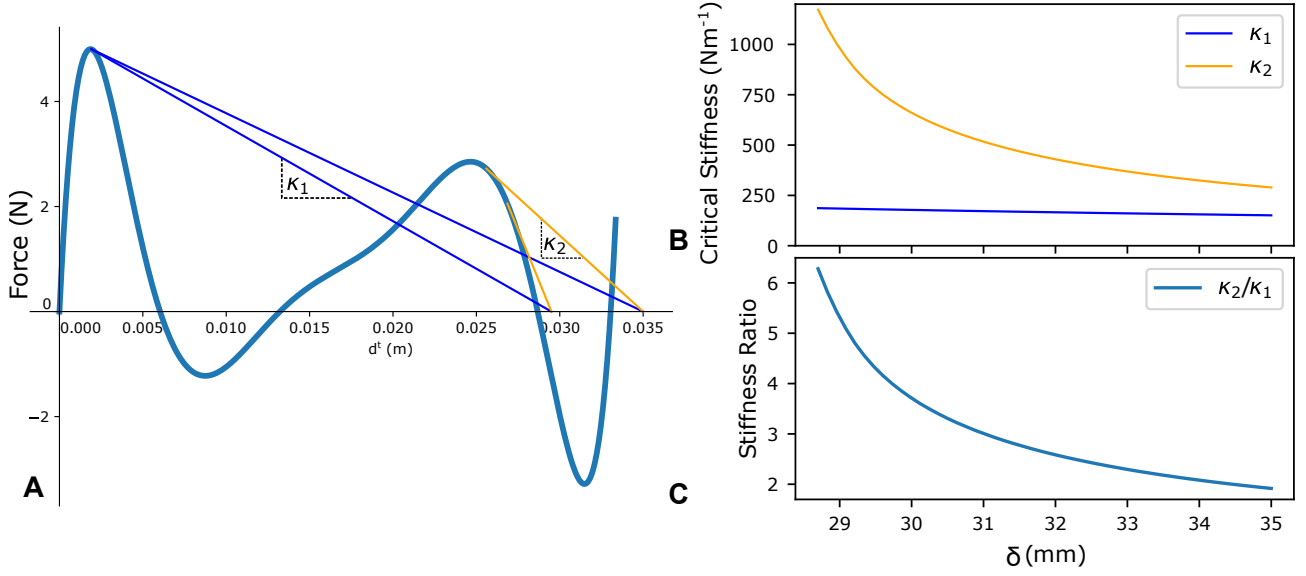 Force (N)
4
2
0
−2
0.000
0.005
0.010
0.015
0.020
0.025
0.030
0.035
dᵗ (m)
κ₁
κ₂
A
Critical Stiffness (Nm⁻¹)
1000
750
500
250
0
κ₁
κ₂
B
Stiffness Ratio
6
5
4
3
2
κ₂/κ₁
C
29
30
31
32
33
34
35
δ (mm)